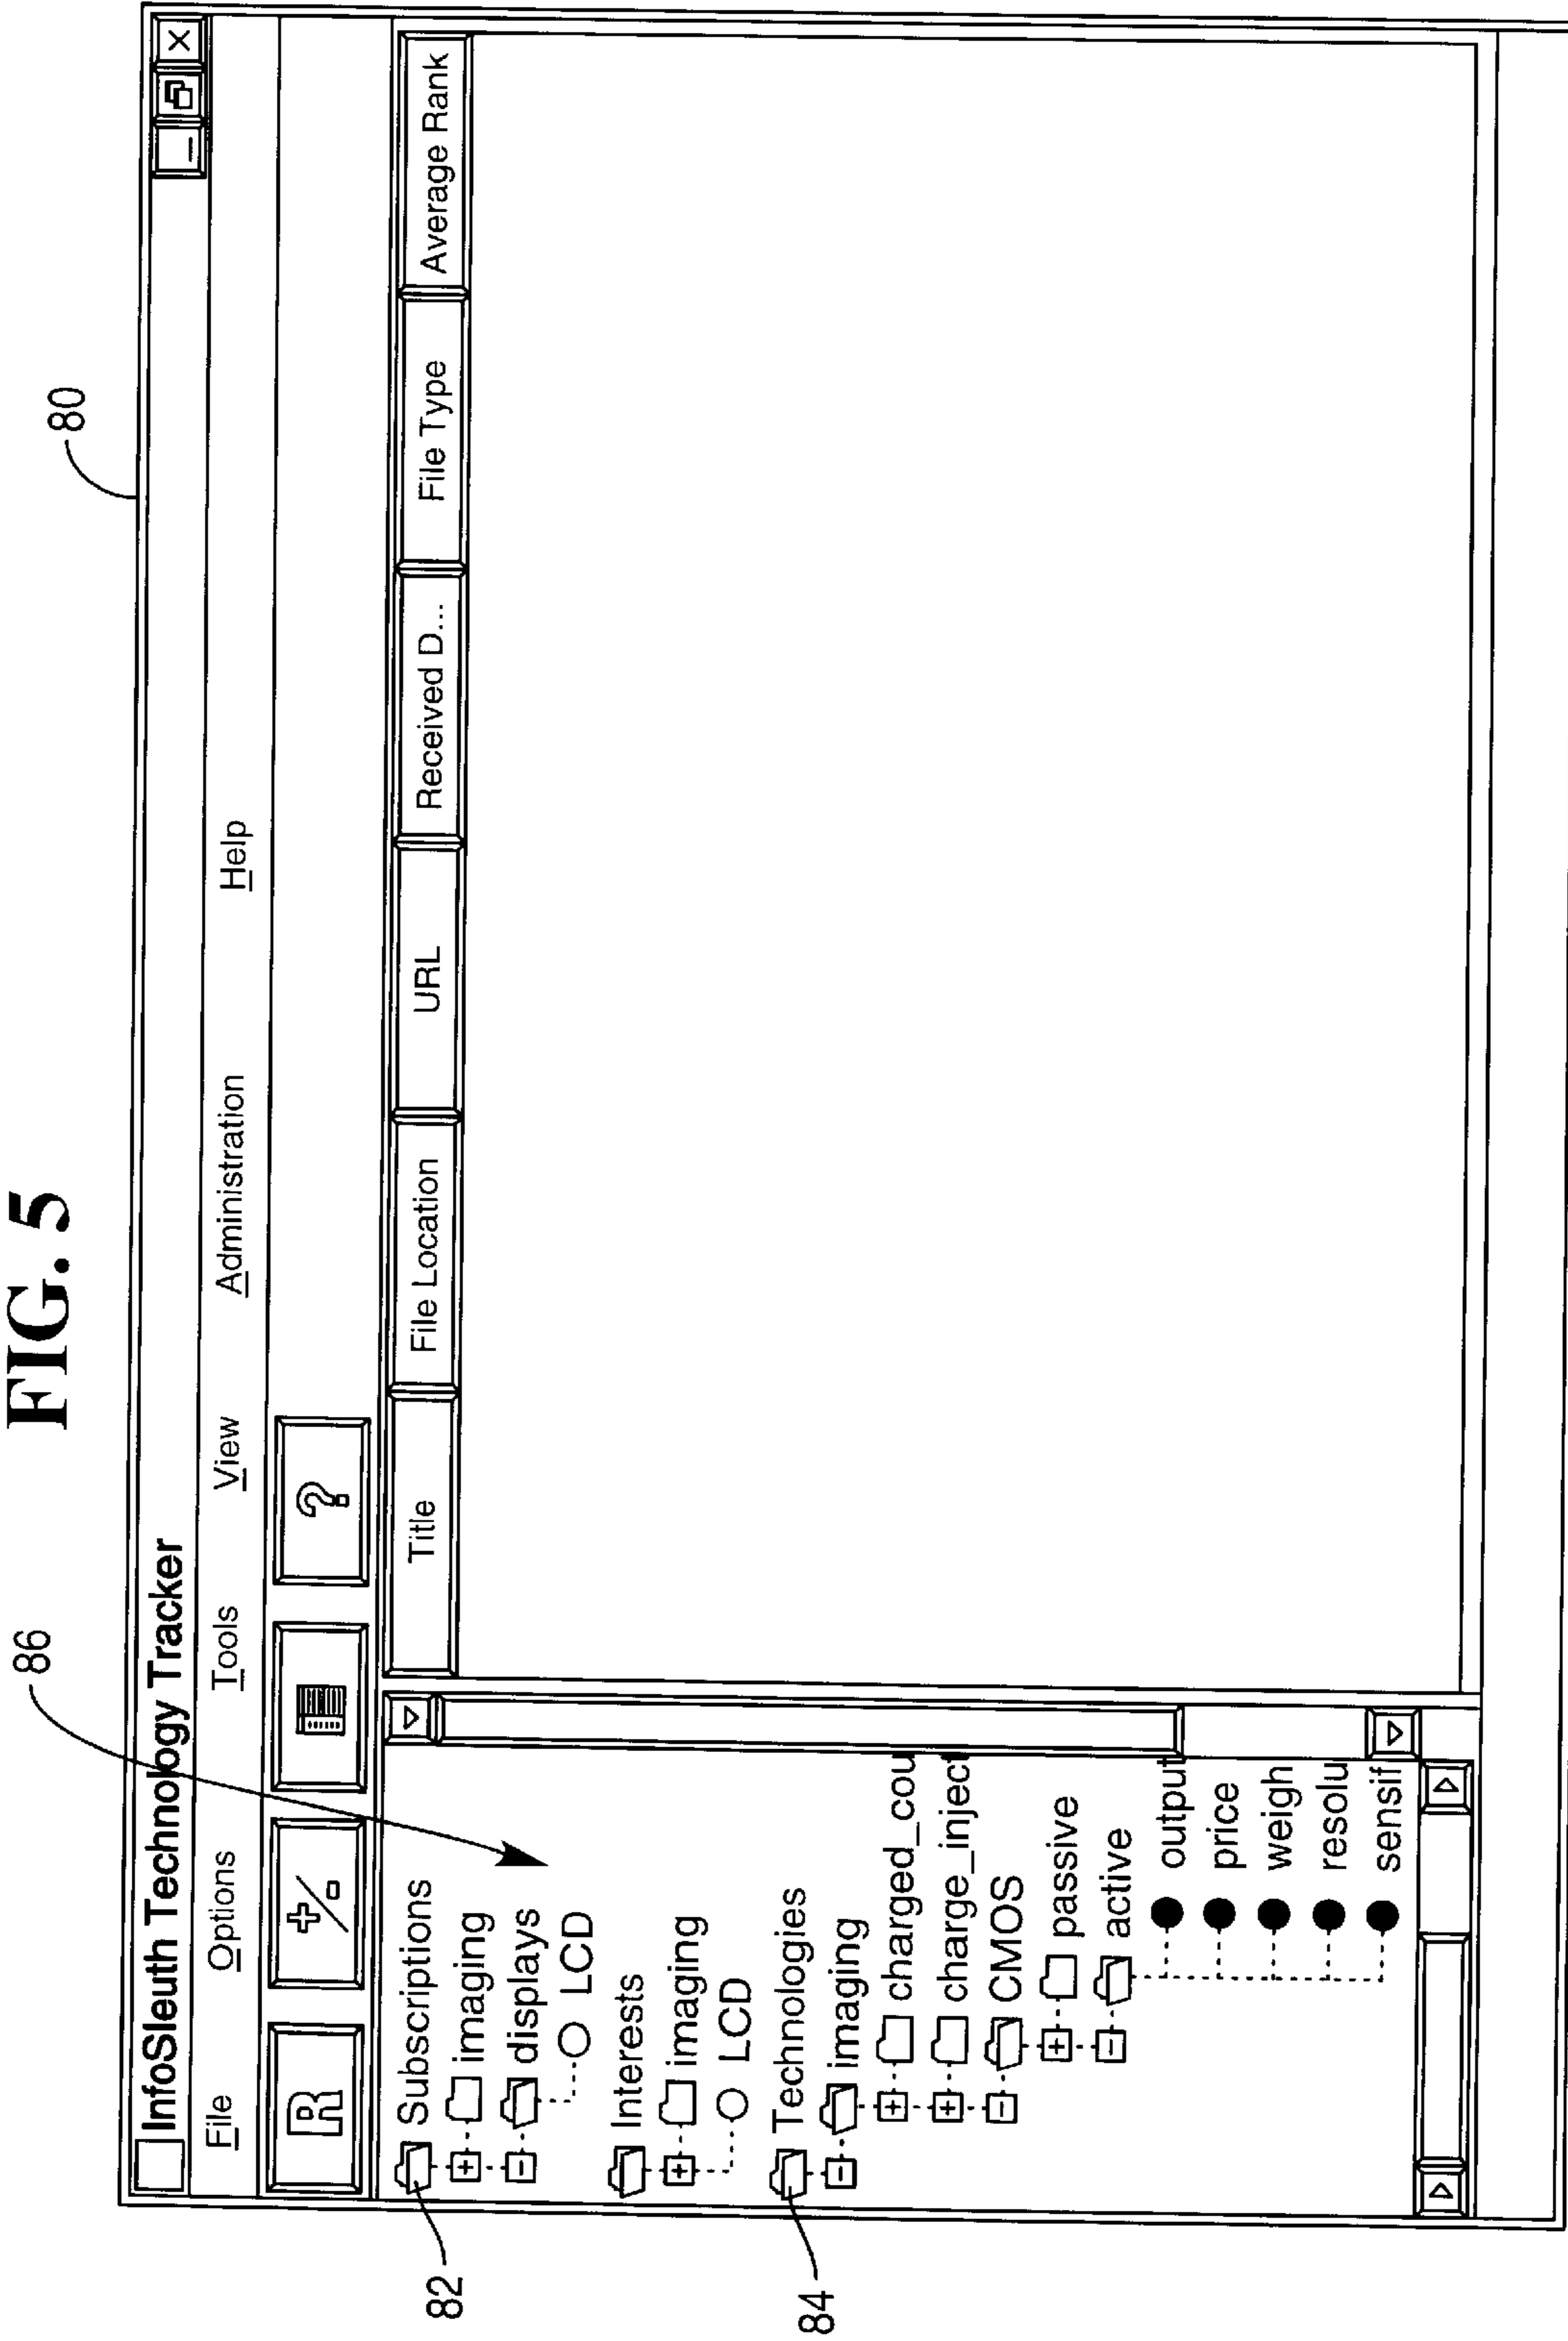 FIG. 5
86
80
InfoSleuth Technology Tracker
File Options Tools View Administration Help
R +/- ?
Title File Location URL Received D... File Type Average Rank
82
Subscriptions
imaging
displays
LCD
Interests
imaging
LCD
84
Technologies
imaging
charged_cou
charge_inject
CMOS
passive
active
output
price
weigh
resolu
sensif